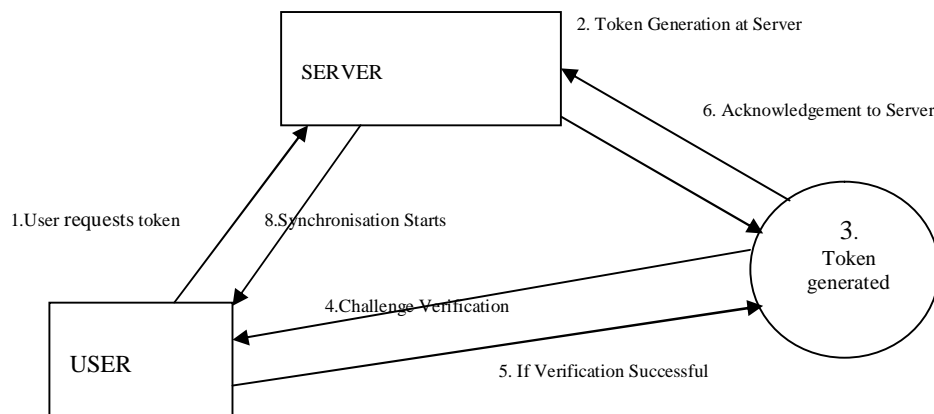 2. Token Generation at Server
SERVER
6. Acknowledgement to Server
1.User requests token
8.Synchronisation Starts
3.
Token
generated
4.Challenge Verification
USER
5. If Verification Successful